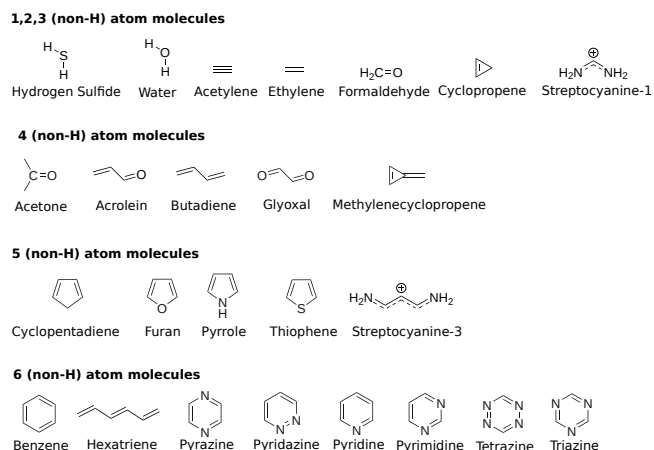 1,2,3 (non-H) atom molecules
H S H
H O H
H₂C=O
⊕
H₂N NH₂
Hydrogen Sulfide Water Acetylene Ethylene Formaldehyde Cyclopropene Streptocyanine-1
4 (non-H) atom molecules
C=O O O O
Acetone Acrolein Butadiene Glyoxal Methylenecyclopropene
5 (non-H) atom molecules
O N H S H₂N ⊕ NH₂
Cyclopentadiene Furan Pyrrole Thiophene Streptocyanine-3
6 (non-H) atom molecules
N N N N N N N N N N N N N N N
Benzene Hexatriene Pyrazine Pyridazine Pyridine Pyrimidine Tetrazine Triazine